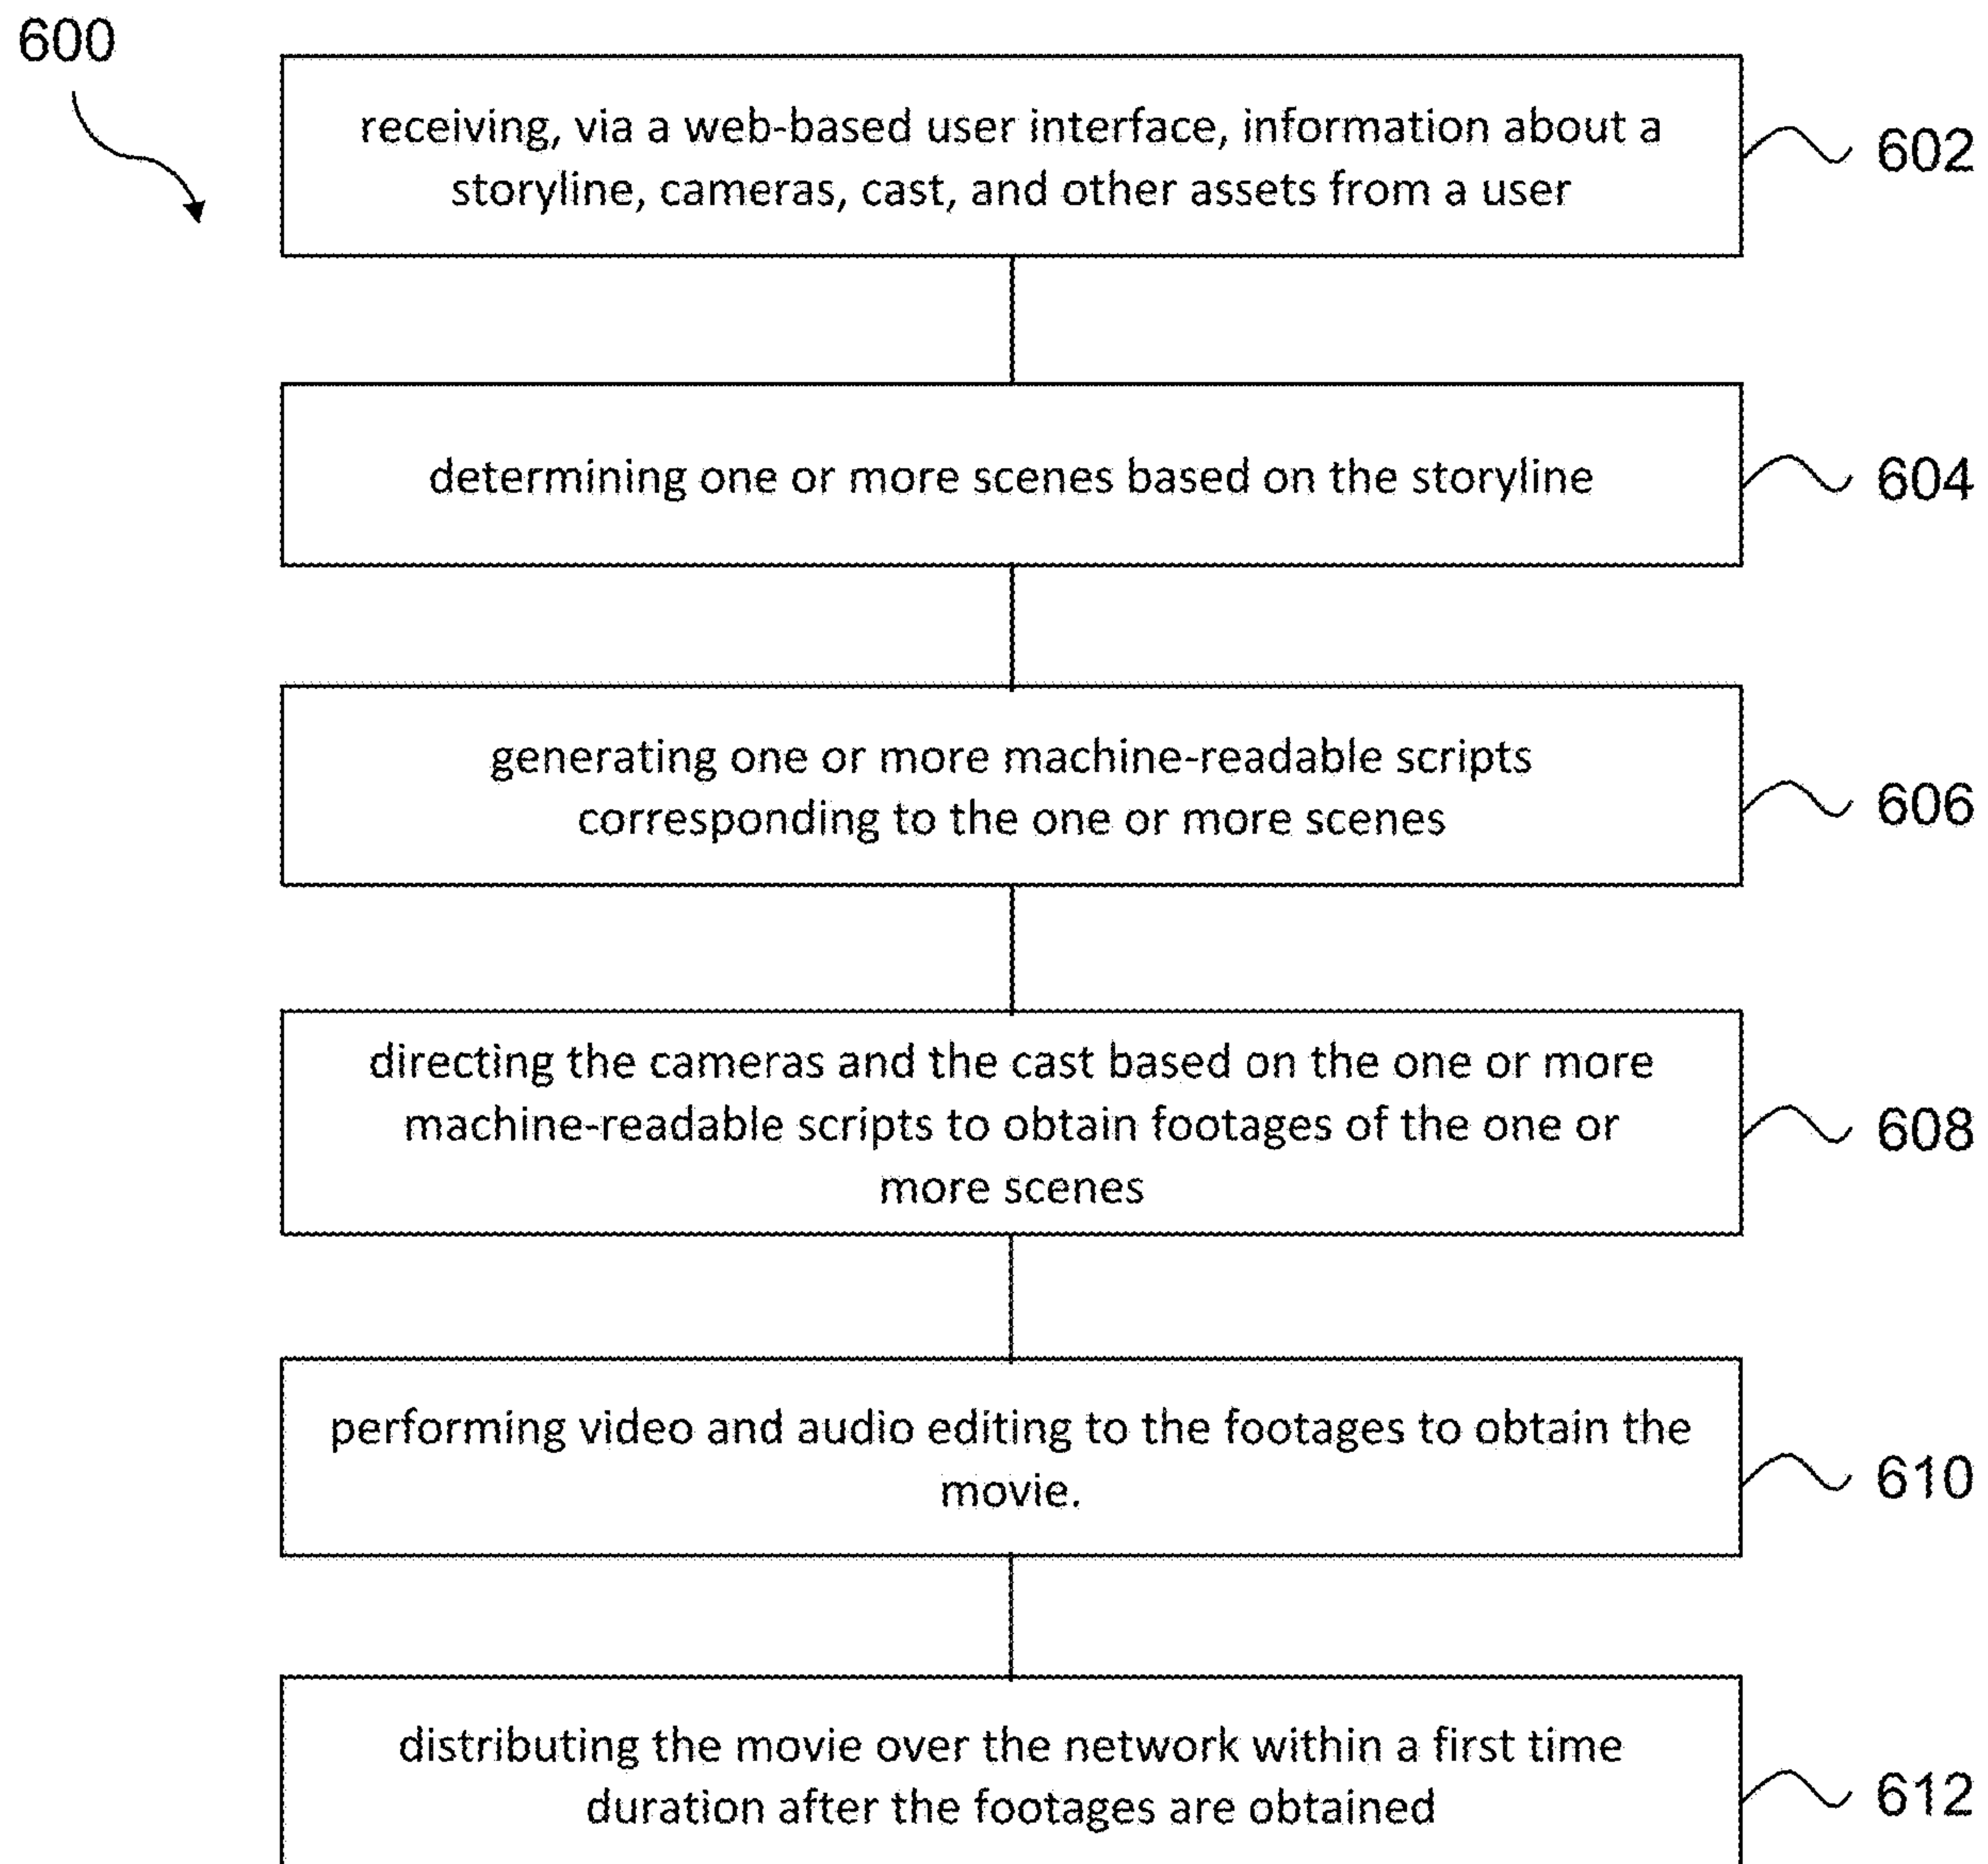 600
receiving, via a web-based user interface, information about a
storyline, cameras, cast, and other assets from a user
602
determining one or more scenes based on the storyline
604
generating one or more machine-readable scripts
corresponding to the one or more scenes
606
directing the cameras and the cast based on the one or more
machine-readable scripts to obtain footages of the one or
more scenes
608
performing video and audio editing to the footages to obtain the
movie.
610
distributing the movie over the network within a first time
duration after the footages are obtained
612